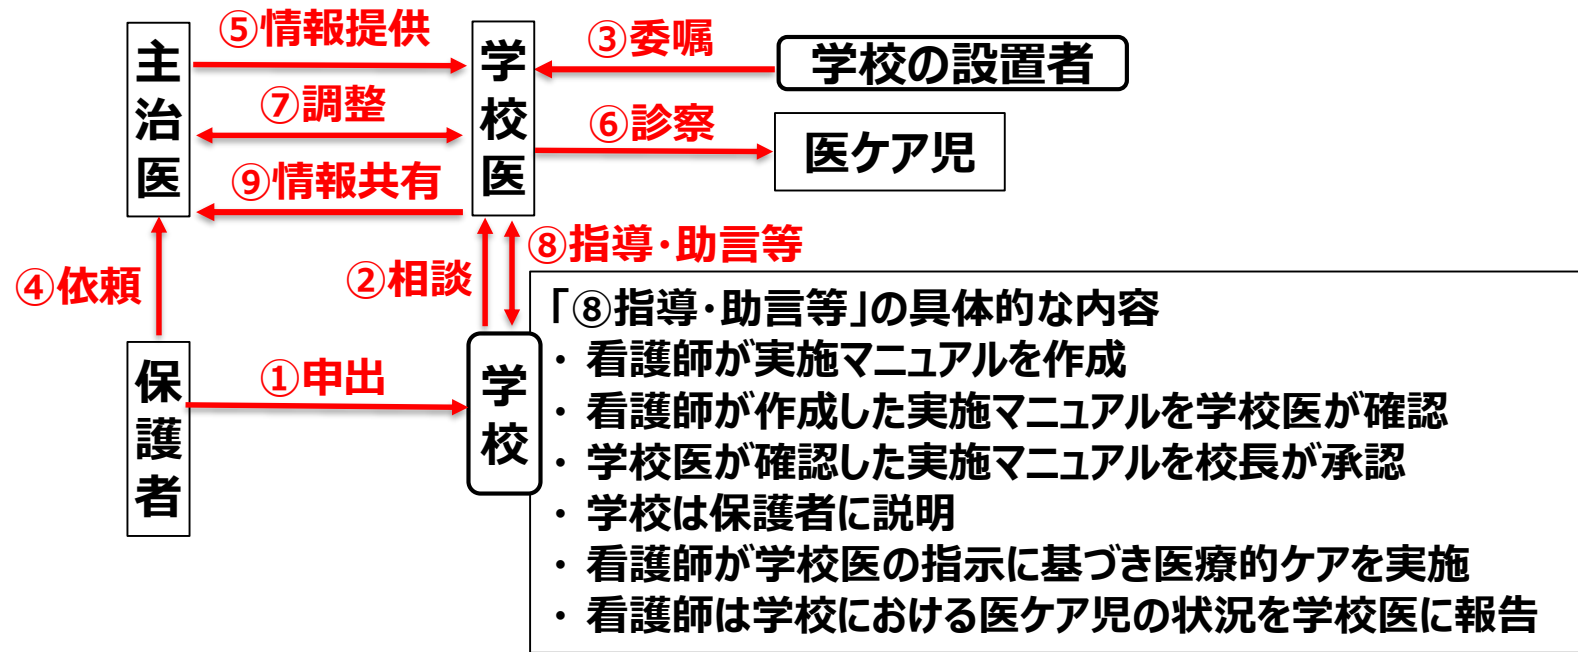 ⑤情報提供
③委嘱
学校の設置者
主治医
学校医
⑦調整
⑥診察
医ケア児
⑨情報共有
⑧指導・助言等
④依頼
②相談
「⑧指導・助言等」の具体的な内容
・ 看護師が実施マニュアルを作成
・ 看護師が作成した実施マニュアルを学校医が確認
・ 学校医が確認した実施マニュアルを校長が承認
・ 学校は保護者に説明
・ 看護師が学校医の指示に基づき医療的ケアを実施
・ 看護師は学校における医ケア児の状況を学校医に報告
保護者
①申出
学校